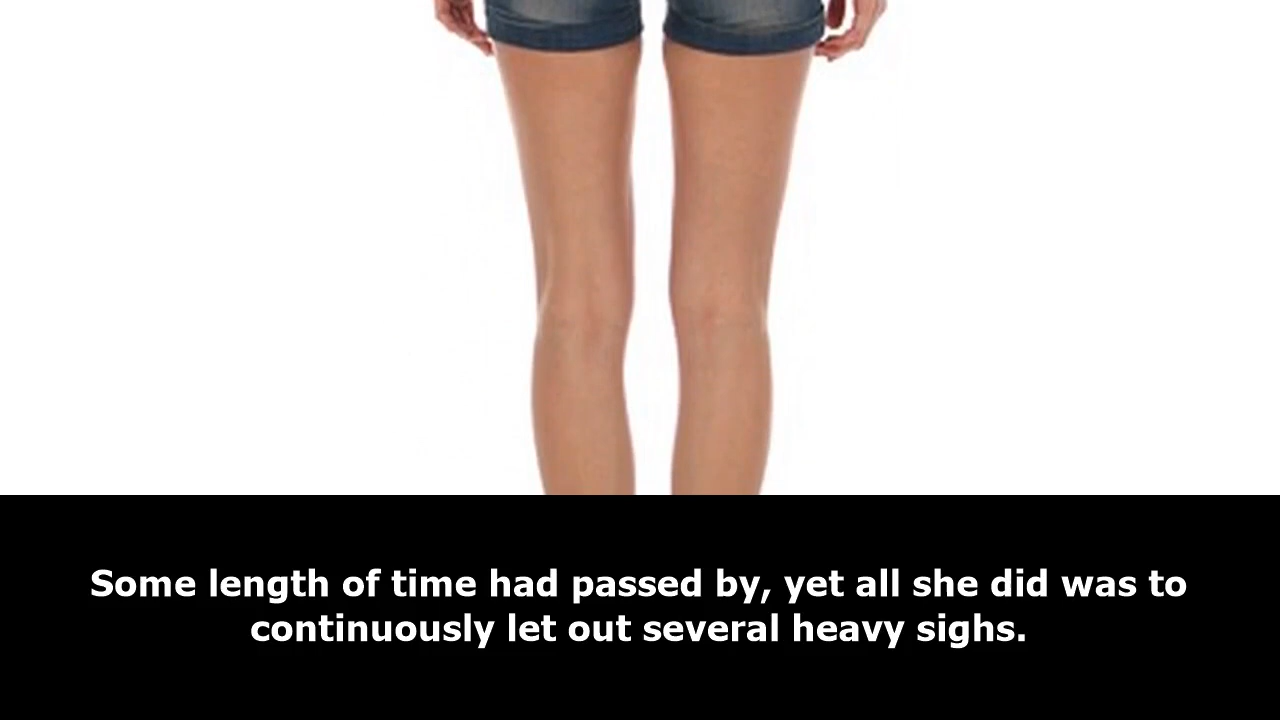 Some length of time had passed by, yet all she did was to
continuously let out several heavy sighs.